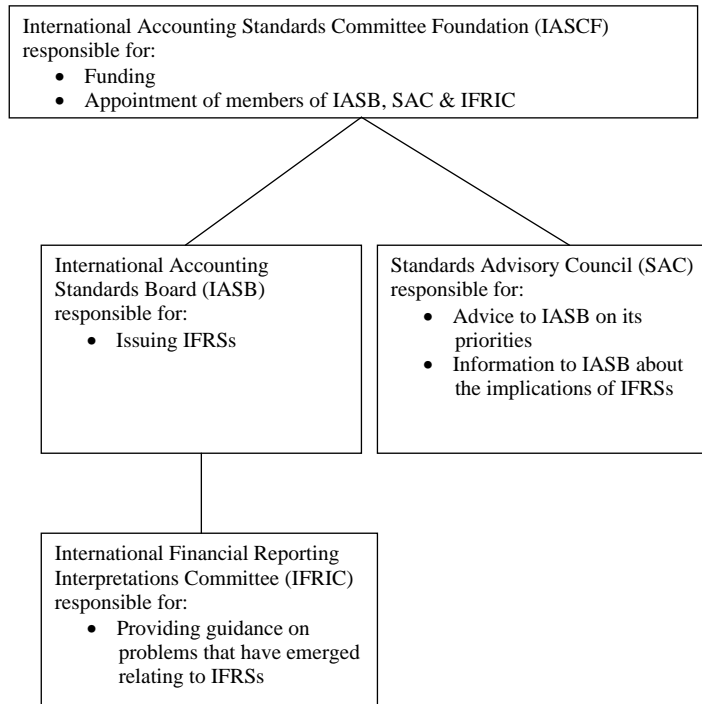 International Accounting Standards Committee Foundation (IASCF)
responsible for:
• Funding
• Appointment of members of IASB, SAC & IFRIC
International Accounting
Standards Board (IASB)
responsible for:
• Issuing IFRSs
Standards Advisory Council (SAC)
responsible for:
• Advice to IASB on its
priorities
• Information to IASB about
the implications of IFRSs
International Financial Reporting
Interpretations Committee (IFRIC)
responsible for:
• Providing guidance on
problems that have emerged
relating to IFRSs